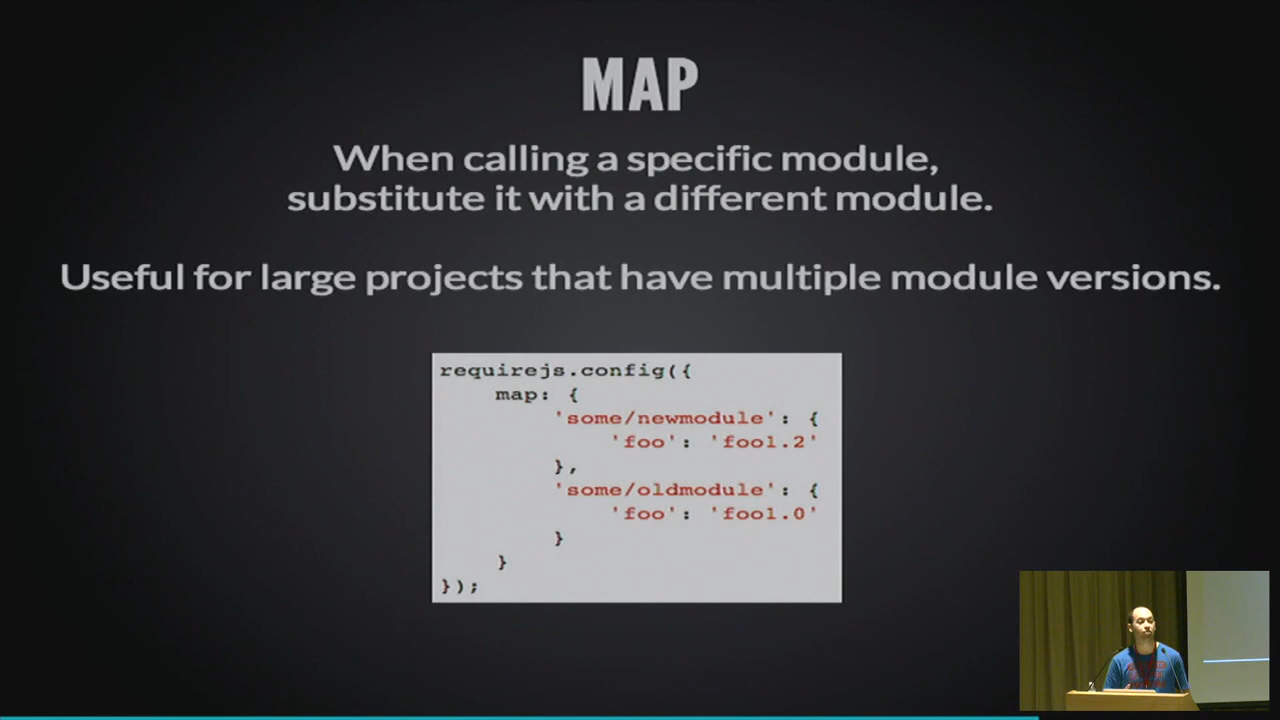 MAP
When calling a specific module,
substitute it with a different module.
Useful for large projects that have multiple module versions.
requirejs.config({
    map: {
        'some/newmodule': {
            'foo': 'foo1.2'
        },
        'some/oldmodule': {
            'foo': 'foo1.0'
        }
    }
});